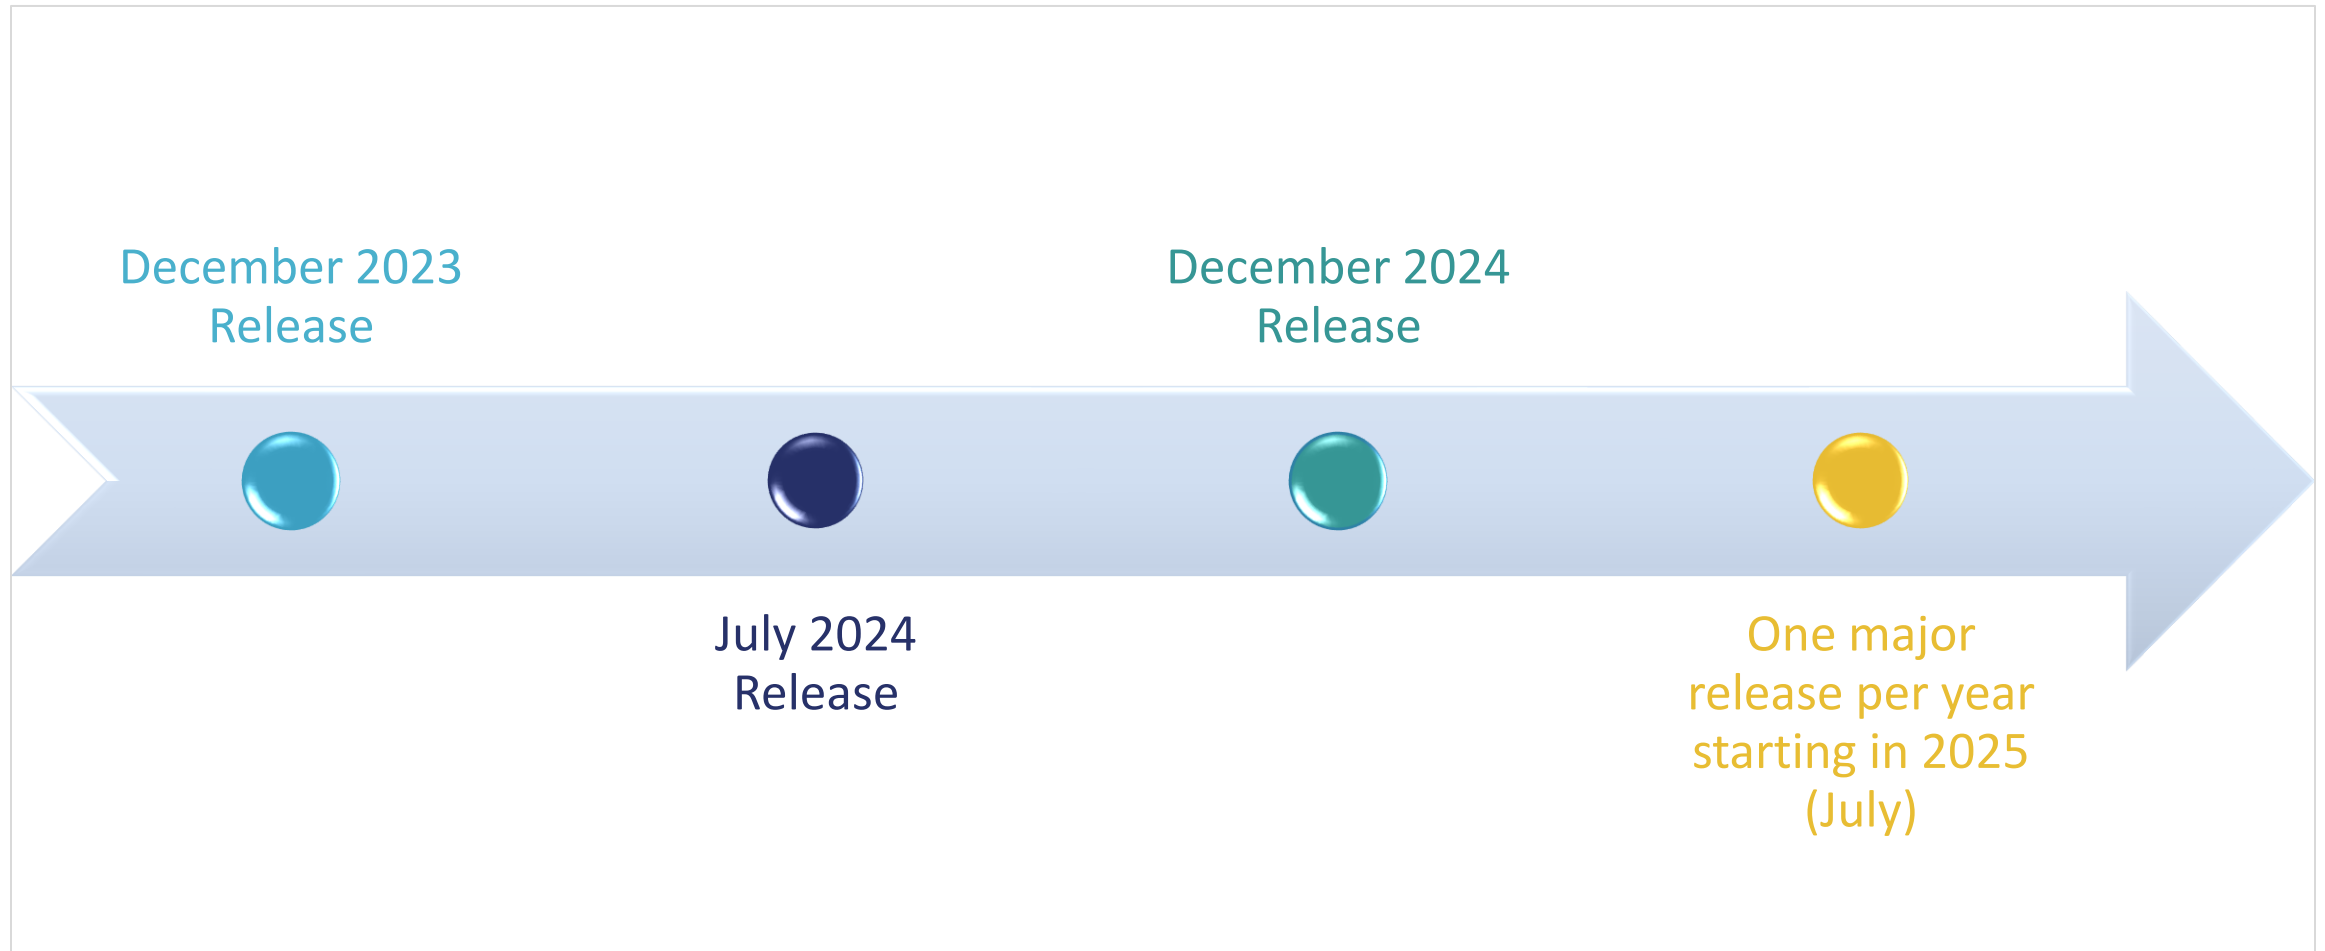 December 2023
Release
July 2024
Release
December 2024
Release
One major
release per year
starting in 2025
(July)